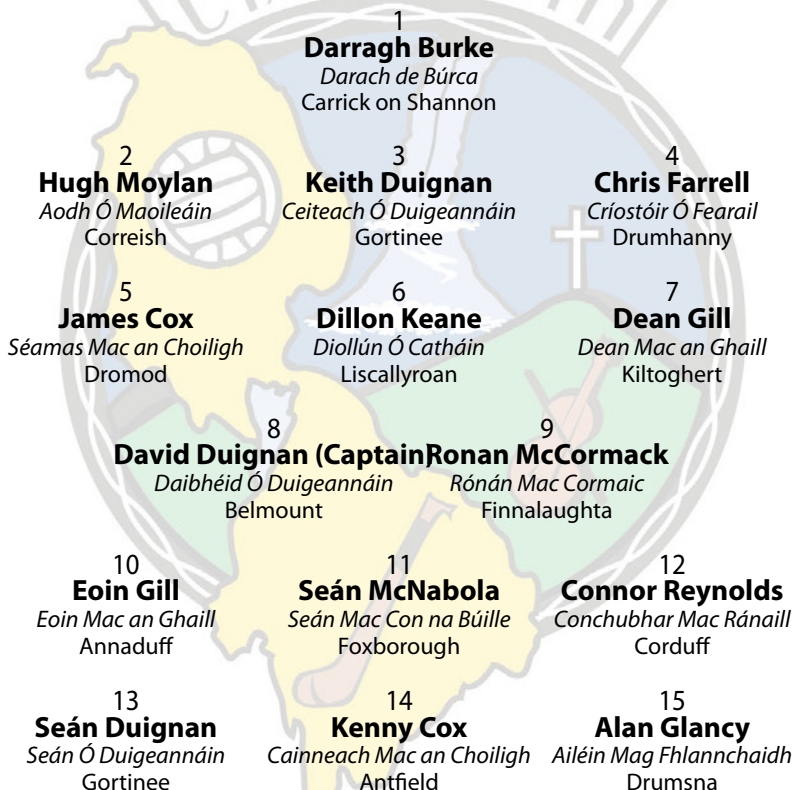 1
Darragh Burke
Darach de Búrca
Carrick on Shannon
2
Hugh Moylan
Aodh Ó Maoileáin
Correish
3
Keith Duignan
Ceiteach Ó Duigeannáin
Gortinee
4
Chris Farrell
Críostóir Ó Fearail
Drumhanny
5
James Cox
Séamas Mac an Choiligh
Dromod
6
Dillon Keane
Diollún Ó Catháin
Liscallyroan
7
Dean Gill
Dean Mac an Ghaill
Kiltoghert
8
David Duignan (Captain)
Daibhéid Ó Duigeannáin
Belmount
9
Ronan McCormack
Rónán Mac Cormaic
Finnalaughta
10
Eoin Gill
Eoin Mac an Ghaill
Annaduff
11
Seán McNabola
Seán Mac Con na Búille
Foxborough
12
Connor Reynolds
Conchubhar Mac Ránaill
Corduff
13
Seán Duignan
Seán Ó Duigeannáin
Gortinee
14
Kenny Cox
Cainneach Mac an Choiligh
Antfield
15
Alan Glancy
Ailéin Mag Fhlannchaidh
Drumsna